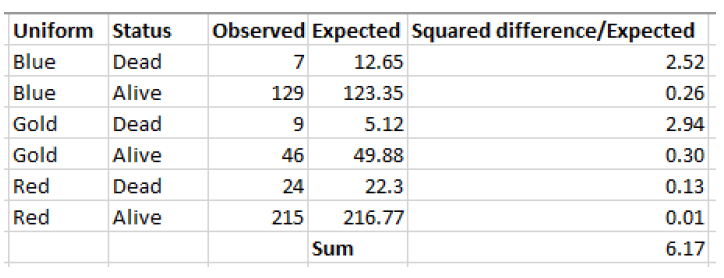 Uniform Status Observed Expected Squared difference/Expected
Blue Dead 7 12.65 2.52
Blue Alive 129 123.35 0.26
Gold Dead 9 5.12 2.94
Gold Alive 46 49.88 0.30
Red Dead 24 22.3 0.13
Red Alive 215 216.77 0.01
Sum 6.17